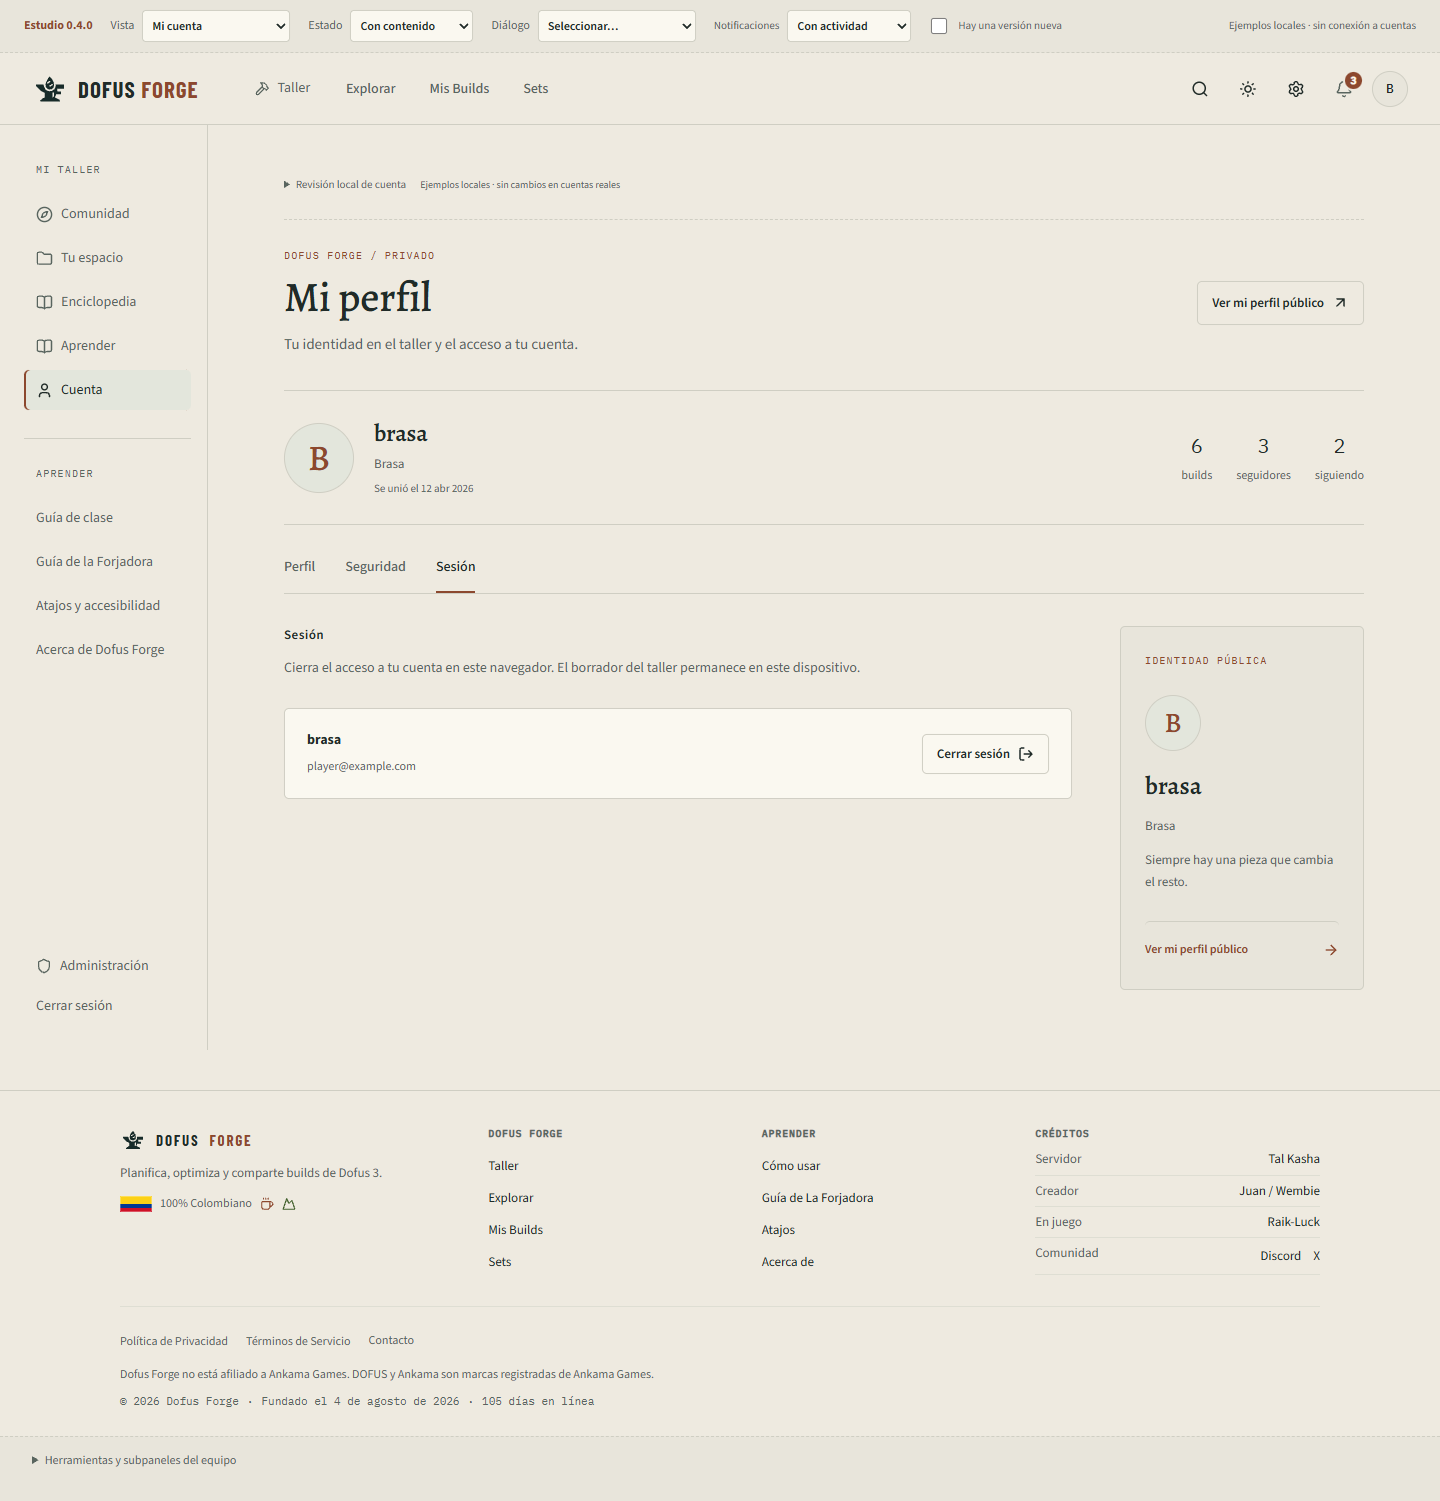 Estudio 0.4.0 Vista Mi cuenta Estado Con contenido Diálogo Seleccionar... Notificaciones Con actividad Hay una versión nueva Ejemplos locales · sin conexión a cuentas
DOFUS FORGE Taller Explorar Mis Builds Sets 3 B
MI TALLER
Comunidad
Tu espacio
Enciclopedia
Aprender
Cuenta
APRENDER
Guía de clase
Guía de la Forjadora
Atajos y accesibilidad
Acerca de Dofus Forge
Administración
Cerrar sesión
Revisión local de cuenta Ejemplos locales · sin cambios en cuentas reales
DOFUS FORGE / PRIVADO
Mi perfil
Ver mi perfil público
Tu identidad en el taller y el acceso a tu cuenta.
B
brasa
Brasa
Se unió el 12 abr 2026
6 3 2
builds seguidores siguiendo
Perfil Seguridad Sesión
Sesión
Cierra el acceso a tu cuenta en este navegador. El borrador del taller permanece en este dispositivo.
brasa
player@example.com
Cerrar sesión
IDENTIDAD PÚBLICA
B
brasa
Brasa
Siempre hay una pieza que cambia
el resto.
Ver mi perfil público
DOFUS FORGE
Planifica, optimiza y comparte builds de Dofus 3.
100% Colombiano
DOFUS FORGE
Taller
Explorar
Mis Builds
Sets
APRENDER
Cómo usar
Guía de La Forjadora
Atajos
Acerca de
CRÉDITOS
Servidor Tal Kasha
Creador Juan / Wembie
En juego Raik-Luck
Comunidad Discord X
Política de Privacidad Términos de Servicio Contacto
Dofus Forge no está afiliado a Ankama Games. DOFUS y Ankama son marcas registradas de Ankama Games.
© 2026 Dofus Forge · Fundado el 4 de agosto de 2026 · 105 días en línea
Herramientas y subpaneles del equipo